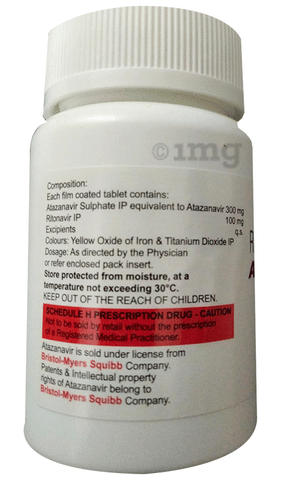 ©1mg
Composition:
Each film coated tablet contains:
Atazanavir Sulphate IP equivalent to Atazanavir 300 mg
Ritonavir IP 100 mg
Excipients q.s.
Colours: Yellow Oxide of Iron & Titanium Dioxide IP
Dosage: As directed by the Physician
or refer enclosed pack insert.
Store protected from moisture, at a
temperature not exceeding 30°C.
KEEP OUT OF THE REACH OF CHILDREN.
SCHEDULE H PRESCRIPTION DRUG - CAUTION
Not to be sold by retail without the prescription
of a Registered Medical Practitioner.
Atazanavir is sold under license from
Bristol-Myers Squibb Company.
Patents & Intellectual property
rights of Atazanavir belong to
Bristol-Myers Squibb Company.